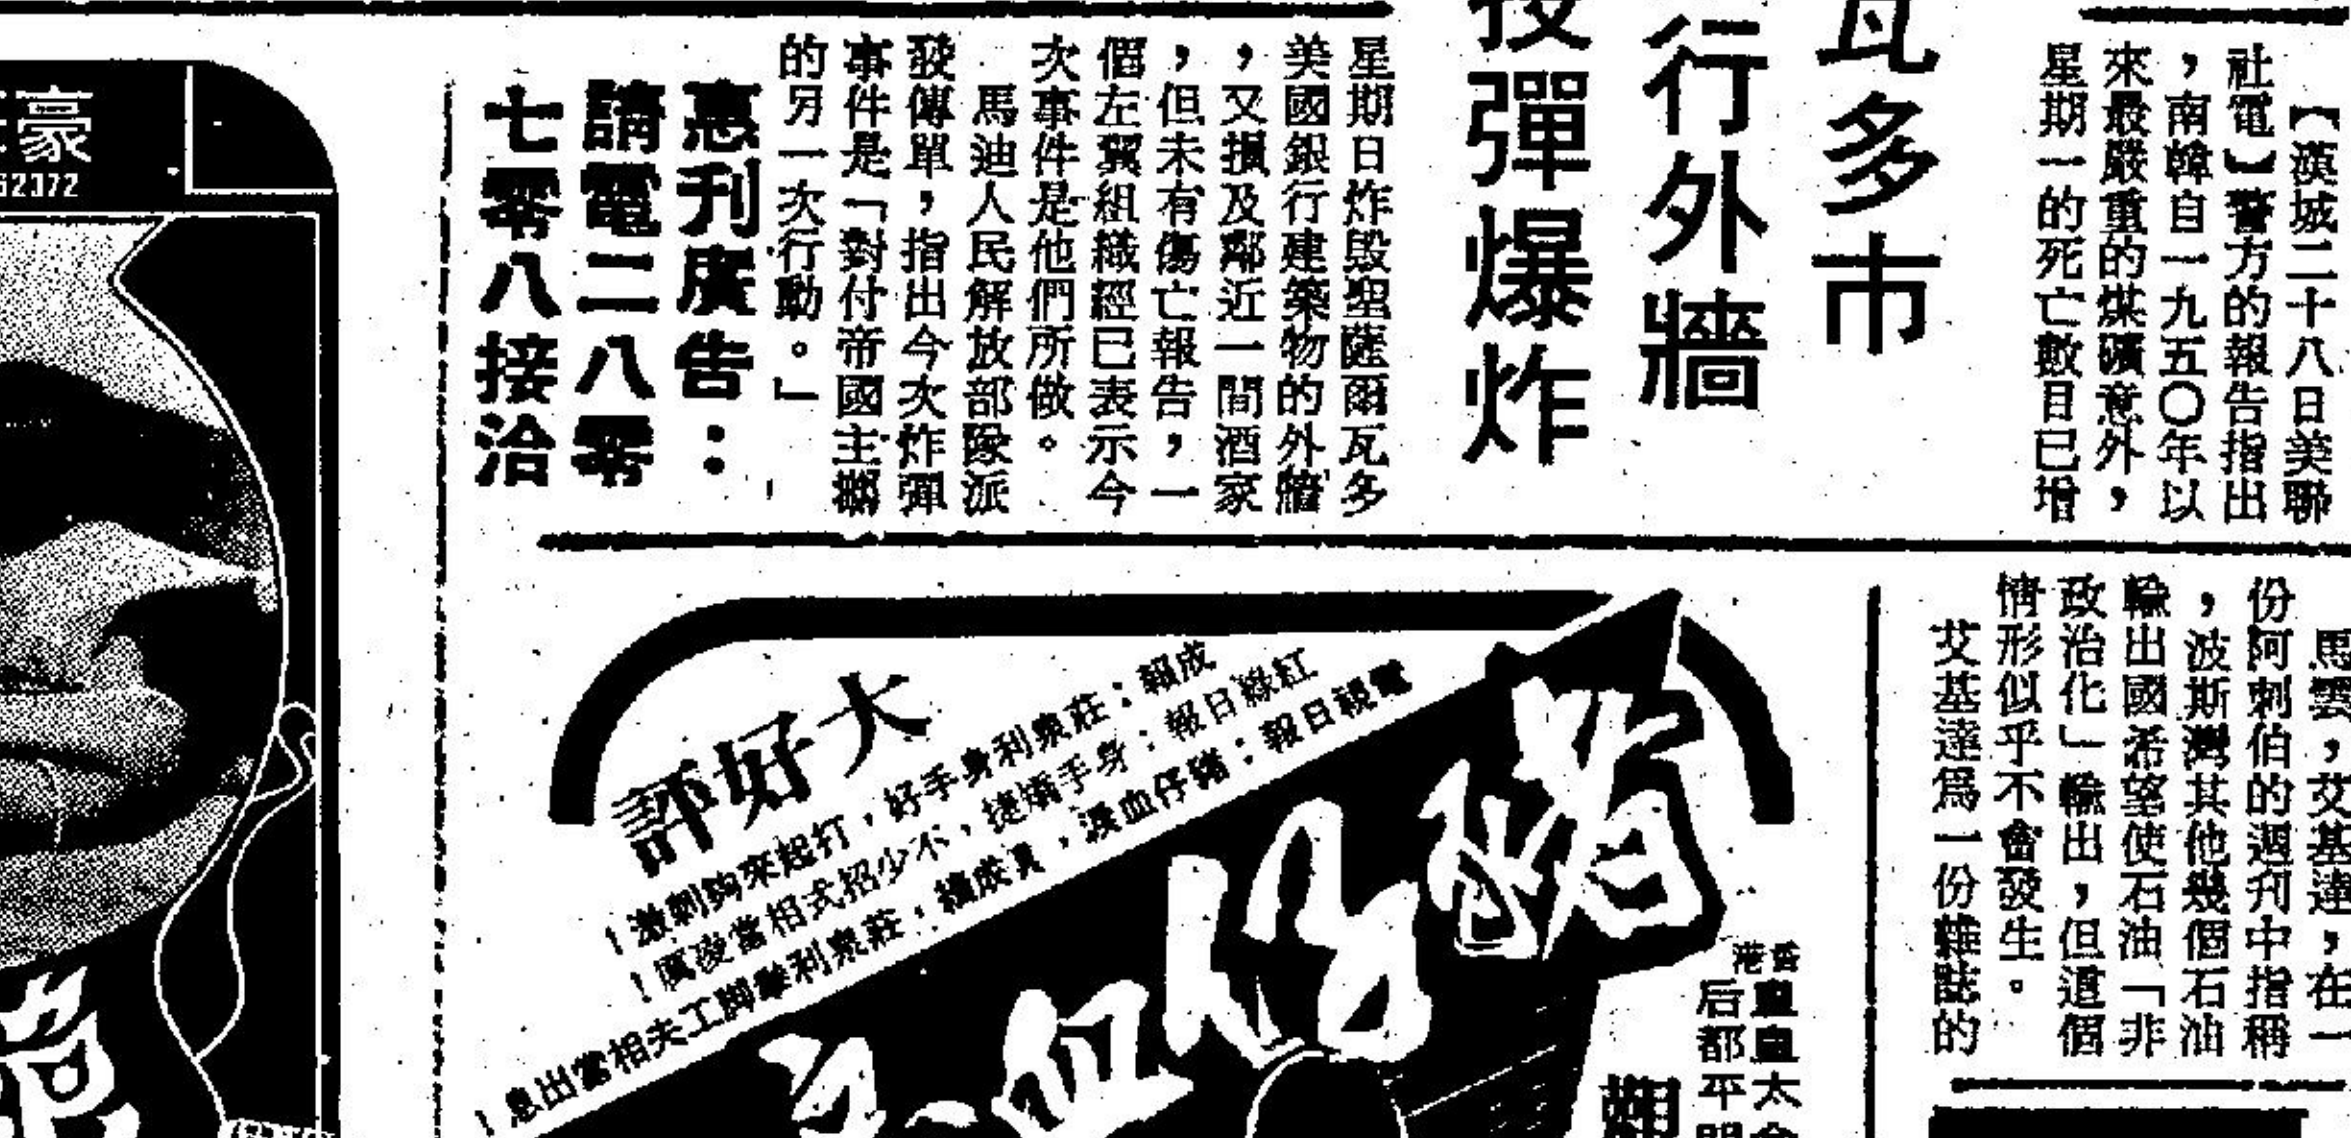 【漢城二十八日美聯
社電】警方的報告指出
，南韓自一九五〇年以
來最嚴重的煤礦意外，
星期一的死亡數目已增
瓦多市
行外牆
投彈爆炸
星期日炸毀聖薩爾瓦多
美國銀行建築物的外牆
，又損及鄰近一間酒家
，但未有傷亡報告，一
個左翼組織經已表示今
次事件是他們所做。
馬迪人民解放部隊派
發傳單，指出今次炸彈
事件是「對付帝國主義
的另一次行動。」
惠刊廣告：
請電二八零
七零八接洽
豪
62372
馬雲，艾基達，在一
份阿刺伯的週刋中指稱
，波斯灣其他幾個石油
輸出國希望使石油「非
政治化」輸出，但這個
情形似乎不會發生。
艾基達爲一份雜誌的
大好評
成報：莊泉利身手好，打起來夠刺激！
紅綠日報：身手矯捷，不少招式相當凌厲！
電視日報：豬仔血淚，真成績，莊泉利拳脚工夫相當出息！
豬仔血
香港
皇后
太平